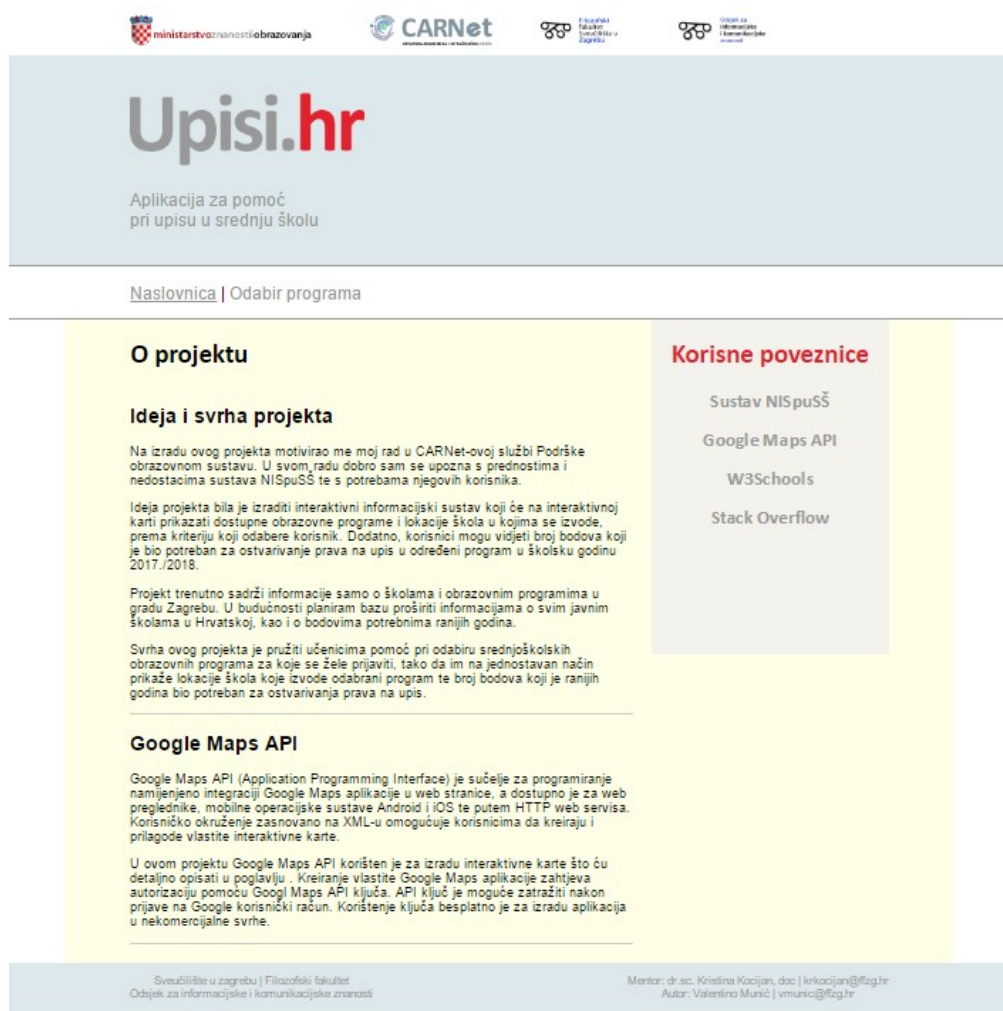 ministarstvoznanostiiobrazovanja
CARNet
Filozofski
fakultet
Sveučilišta u
Zagrebu
Odsjek za
informacijske
i komunikacijske
znanosti
Upisi.hr
Aplikacija za pomoć
pri upisu u srednju školu
Naslovnica | Odabir programa
O projektu
Ideja i svrha projekta
Na izradu ovog projekta motivirao me moj rad u CARNet-ovoj službi Podrške
obrazovnom sustavu. U svom radu dobro sam se upozna s prednostima i
nedostacima sustava NISpuSŠ te s potrebama njegovih korisnika.
Ideja projekta bila je izraditi interaktivni informacijski sustav koji će na interaktivnoj
karti prikazati dostupne obrazovne programe i lokacije škola u kojima se izvode,
prema kriteriju koji odabere korisnik. Dodatno, korisnici mogu vidjeti broj bodova koji
je bio potreban za ostvarivanje prava na upis u određeni program u školsku godinu
2017./2018.
Projekt trenutno sadrži informacije samo o školama i obrazovnim programima u
gradu Zagrebu. U budućnosti planiram bazu proširiti informacijama o svim javnim
školama u Hrvatskoj, kao i o bodovima potrebnima ranijih godina.
Svrha ovog projekta je pružiti učenicima pomoć pri odabiru srednjoškolskih
obrazovnih programa za koje se žele prijaviti, tako da im na jednostavan način
prikaže lokacije škola koje izvode odabrani program te broj bodova koji je ranijih
godina bio potreban za ostvarivanja prava na upis.
Google Maps API
Google Maps API (Application Programming Interface) je sučelje za programiranje
namijenjeno integraciji Google Maps aplikacije u web stranice, a dostupno je za web
preglednike, mobilne operacijske sustave Android i iOS te putem HTTP web servisa.
Korisničko okruženje zasnovano na XML-u omogućuje korisnicima da kreiraju i
prilagode vlastite interaktivne karte.
U ovom projektu Google Maps API korišten je za izradu interaktivne karte što ću
detaljno opisati u poglavlju . Kreiranje vlastite Google Maps aplikacije zahtjeva
autorizaciju pomoću Googl Maps API ključa. API ključ je moguće zatražiti nakon
prijave na Google korisnički račun. Korištenje ključa besplatno je za izradu aplikacija
u nekomercijalne svrhe.
Korisne poveznice
Sustav NISpuSŠ
Google Maps API
W3Schools
Stack Overflow
Sveučilište u zagrebu | Filozofski fakultet
Odsjek za informacijske i komunikacijske znanosti
Mentor: dr.sc. Kristina Kocijan, doc | krkocijan@ffzg.hr
Autor: Valentino Munić | vmunic@ffzg.hr